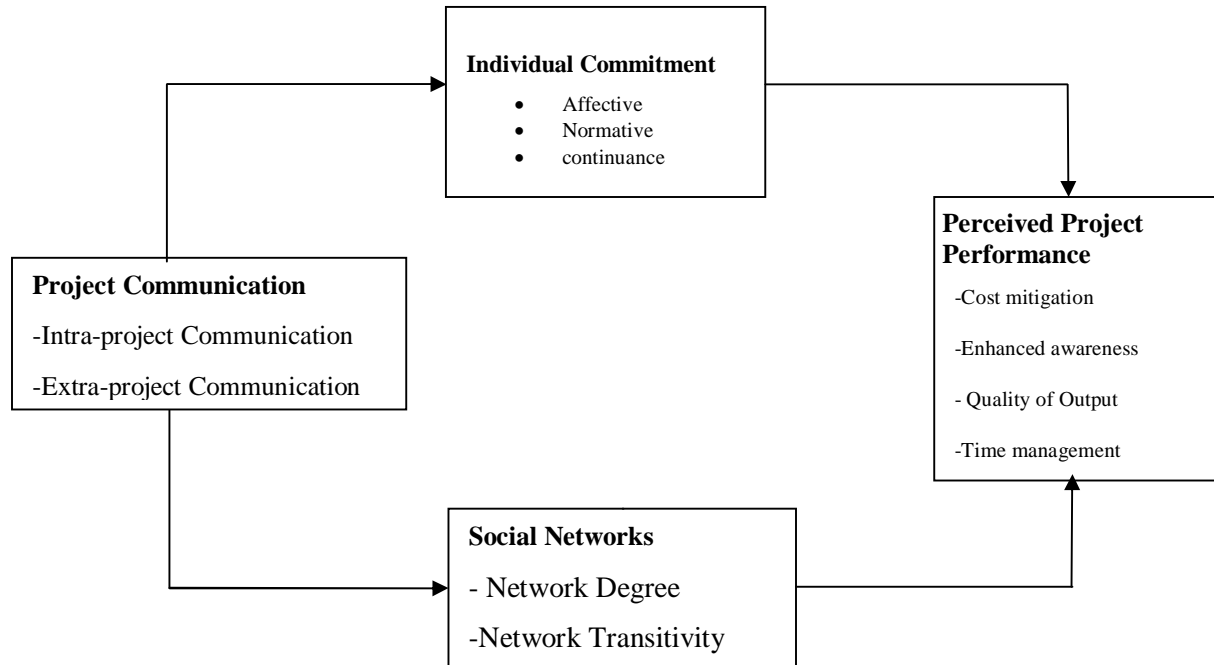 Individual Commitment
• Affective
• Normative
• continuance
Project Communication
-Intra-project Communication
-Extra-project Communication
Perceived Project
Performance
-Cost mitigation
-Enhanced awareness
- Quality of Output
-Time management
Social Networks
- Network Degree
-Network Transitivity